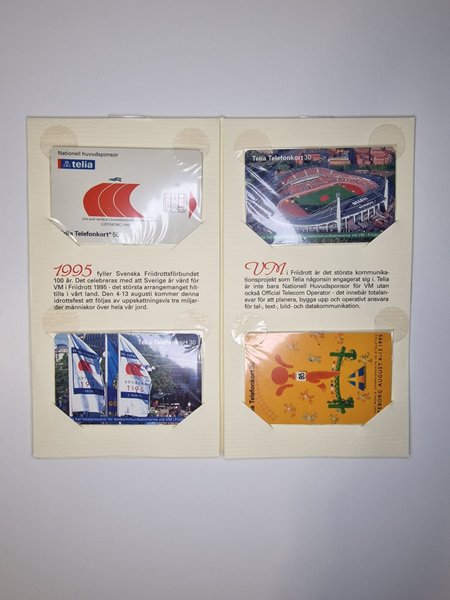 Nationell huvudsponsor
telia
GÖTEBORG 1995
Telia Telefonkort 50
1995 fyller Svenska Friidrottsförbundet
100 år. Det celebreras med att Sverige är värd för
VM i Friidrott 1995 - det största arrangemanget hit-
tills i vårt land. Den 4-13 augusti kommer denna
idrottsfest att följas av uppskattningsvis tre miljar-
der människor över hela vår jord.
Telia Telefonkort 30
1995
Telia Telefonkort 30
VM i Friidrott är det största kommunika-
tionsprojekt som Telia någonsin engagerat sig i. Telia
är inte bara Nationell Huvudsponsor för VM utan
också Official Telecom Operator - det innebär totalan-
svar för att planera, bygga upp och operativt ansvara
för tal-, text-, bild- och datakommunikation.
Telia Telefonkort
GÖTEBORG AUGUST 4-13 1995